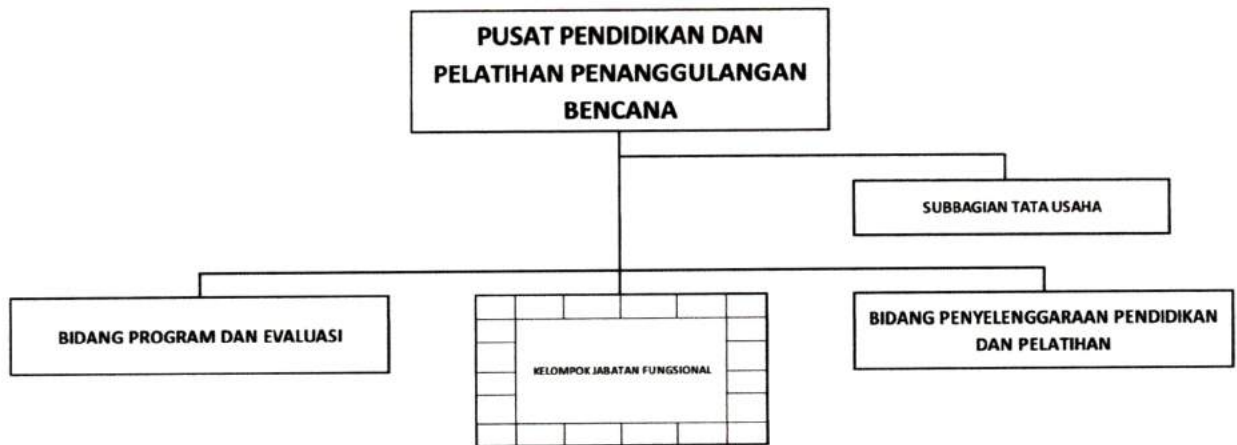 PUSAT PENDIDIKAN DAN
PELATIHAN PENANGGULANGAN
BENCANA
SUBBAGIAN TATA USAHA
BIDANG PROGRAM DAN EVALUASI
KELOMPOK JABATAN FUNGSIONAL
BIDANG PENYELENGGARAAN PENDIDIKAN
DAN PELATIHAN